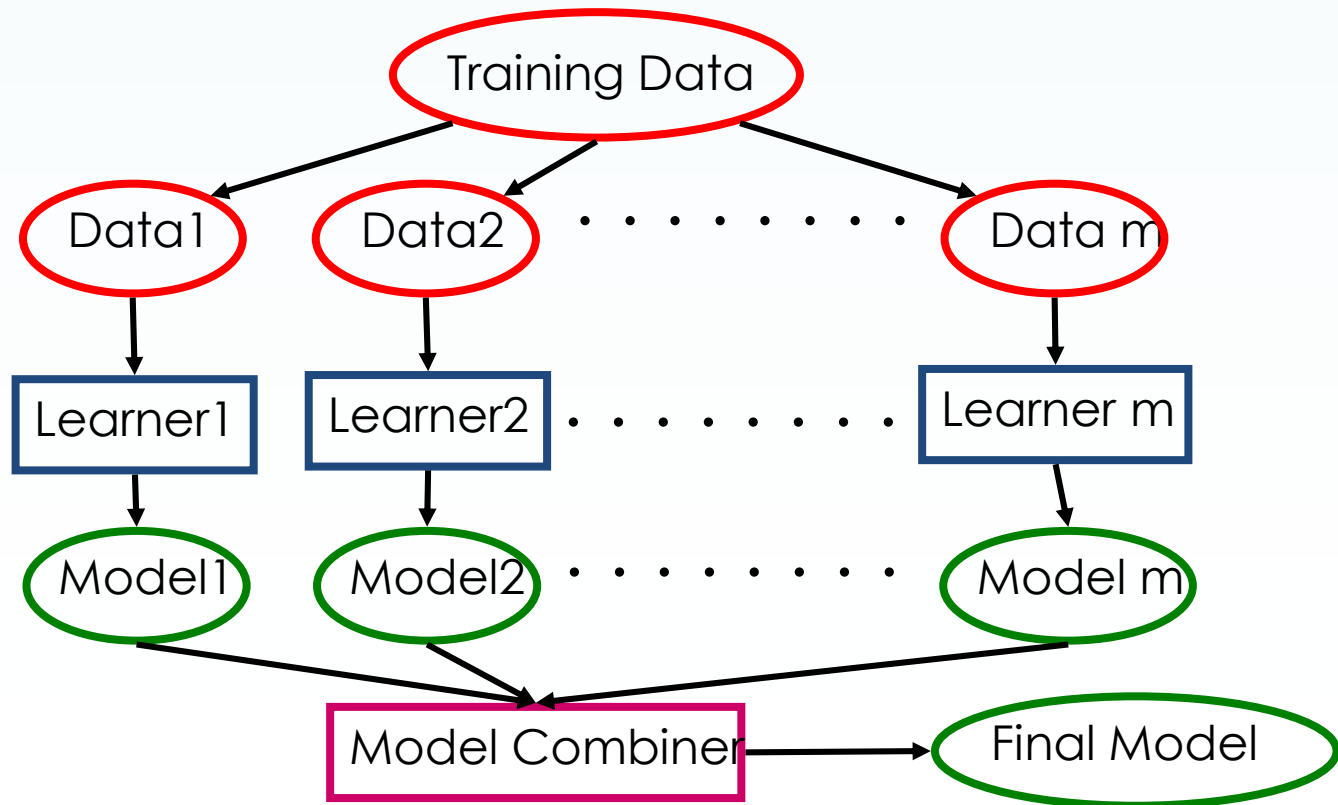 Training Data
Data1
Data2
Data m
Learner1
Learner2
Learner m
Model1
Model2
Model m
Model Combiner
Final Model